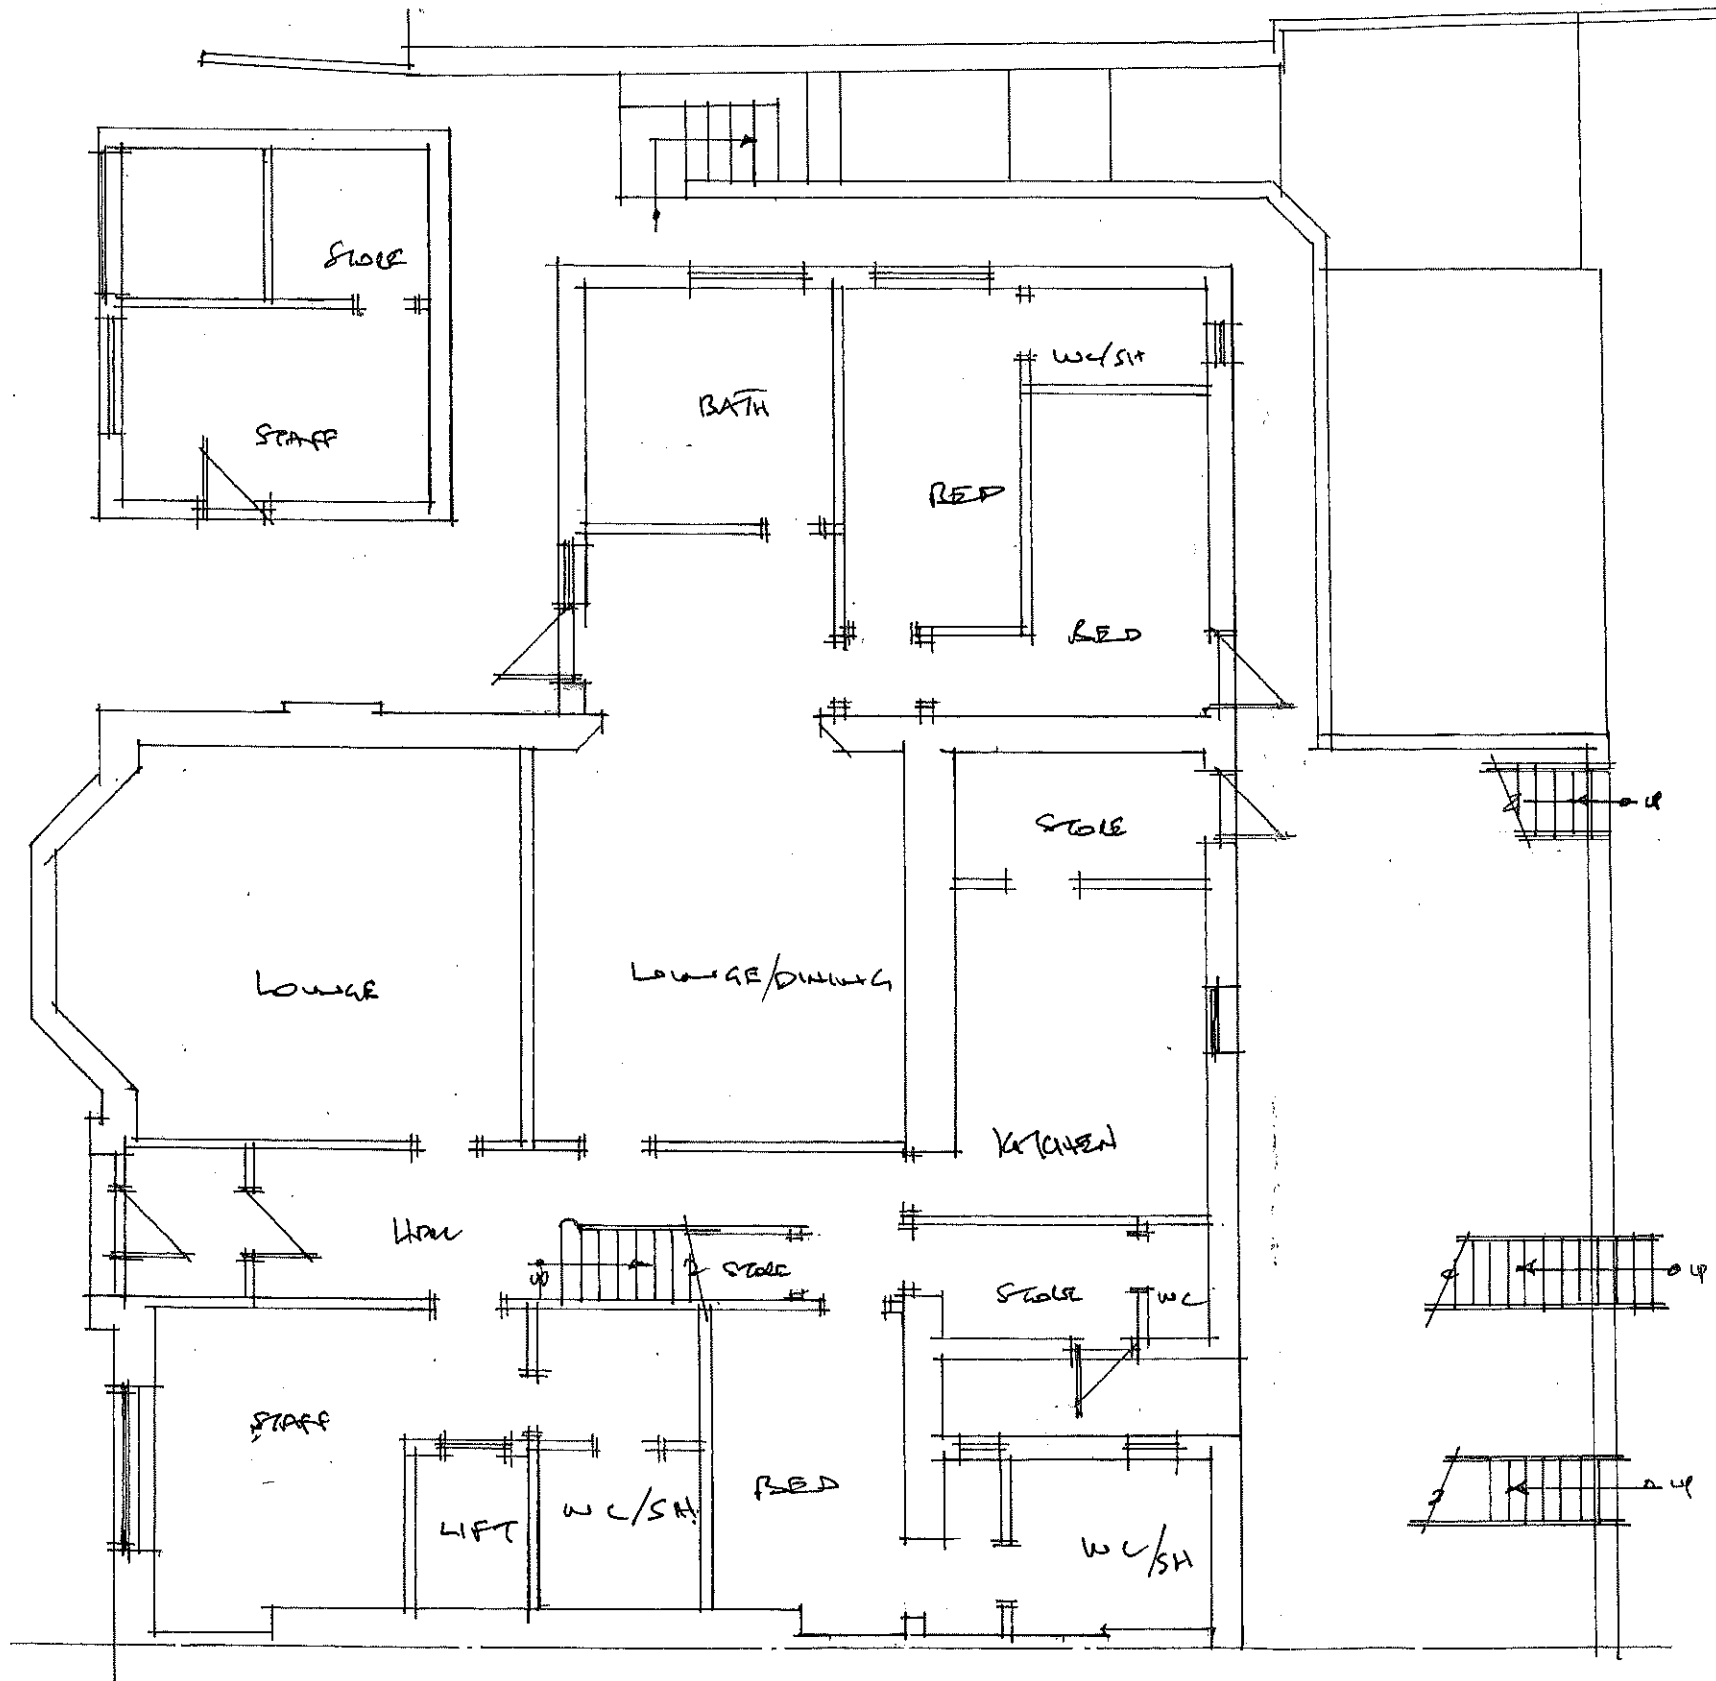 STORE
WC/SH
BATH
STAFF
BED
BED
STORE
UP
LOUNGE
LOUNGE/DINING
KITCHEN
HALL
UP
STORE
STORE
WC
UP
STAFF
LIFT
WC/SH
BED
WC/SH
UP